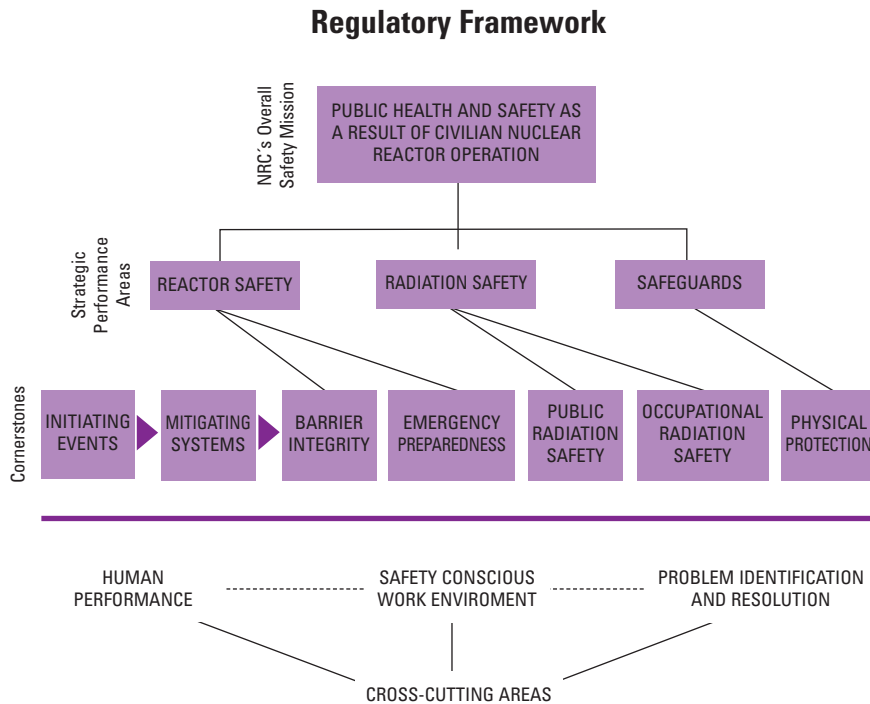 Regulatory Framework
NRC´s Overall
Safety Mission
PUBLIC HEALTH AND SAFETY AS
A RESULT OF CIVILIAN NUCLEAR
REACTOR OPERATION
Strategic
Performance
Areas
REACTOR SAFETY
RADIATION SAFETY
SAFEGUARDS
Cornerstones
INITIATING
EVENTS
MITIGATING
SYSTEMS
BARRIER
INTEGRITY
EMERGENCY
PREPAREDNESS
PUBLIC
RADIATION
SAFETY
OCCUPATIONAL
RADIATION
SAFETY
PHYSICAL
PROTECTION
HUMAN
PERFORMANCE
SAFETY CONSCIOUS
WORK ENVIROMENT
PROBLEM IDENTIFICATION
AND RESOLUTION
CROSS-CUTTING AREAS